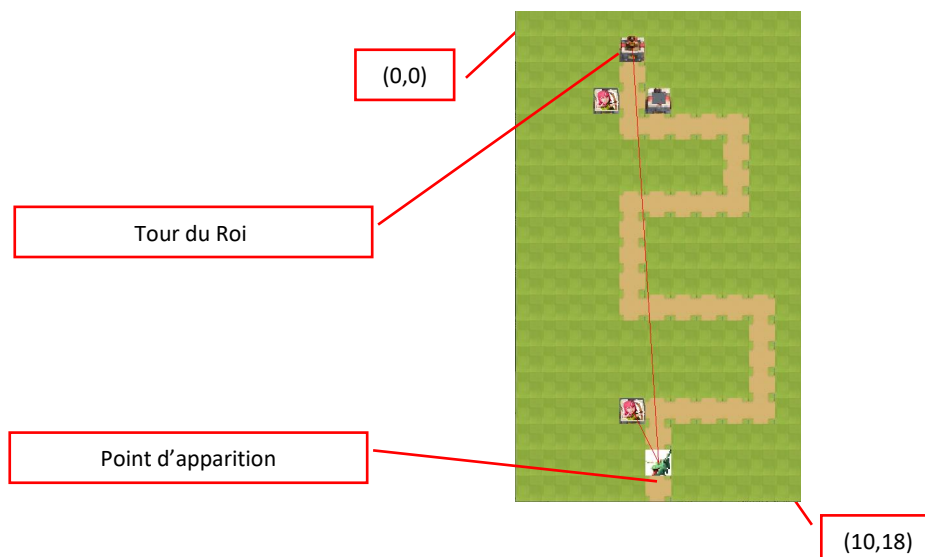 (0,0)
Tour du Roi
Point d’apparition
(10,18)